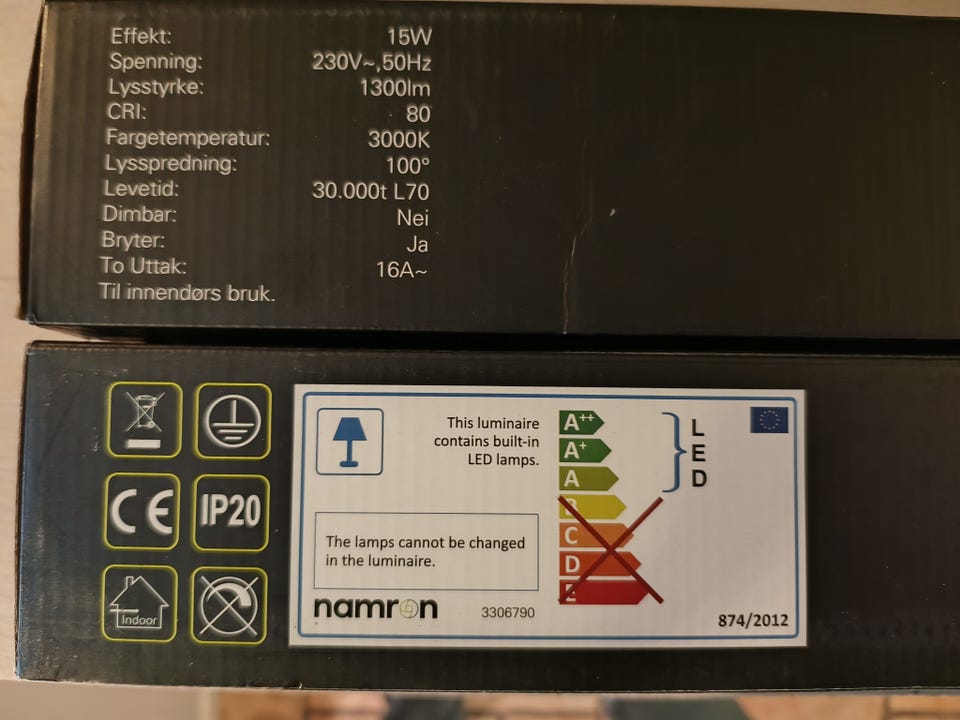 Effekt: 15W
Spenning: 230V~,50Hz
Lysstyrke: 1300lm
CRI: 80
Fargetemperatur: 3000K
Lysspredning: 100°
Levetid: 30.000t L70
Dimbar: Nei
Bryter: Ja
To Uttak: 16A~
Til innendørs bruk.
CE IP20
Indoor
This luminaire
contains built-in
LED lamps.
The lamps cannot be changed
in the luminaire.
A++
A+
A
B
C
D
E
L
E
D
namron 3306790
874/2012